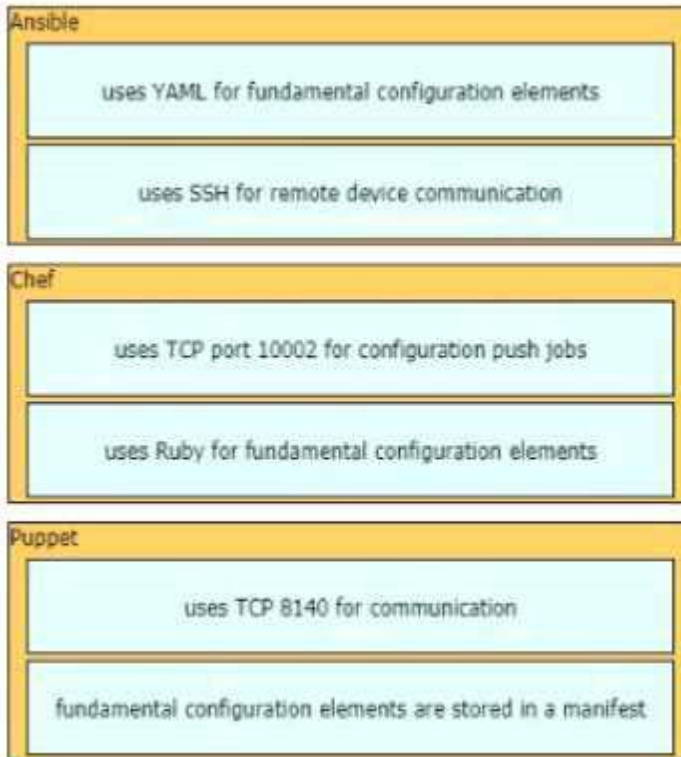 Ansible
uses YAML for fundamental configuration elements
uses SSH for remote device communication
Chef
uses TCP port 10002 for configuration push jobs
uses Ruby for fundamental configuration elements
Puppet
uses TCP 8140 for communication
fundamental configuration elements are stored in a manifest